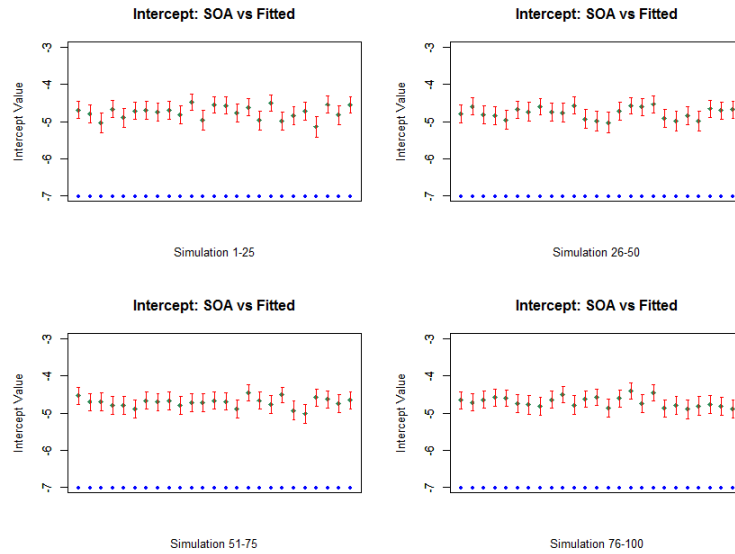 Intercept: SOA vs Fitted
Intercept Value
-3
-4
-5
-6
-7
Simulation 1-25
Intercept: SOA vs Fitted
Intercept Value
-3
-4
-5
-6
-7
Simulation 26-50
Intercept: SOA vs Fitted
Intercept Value
-3
-4
-5
-6
-7
Simulation 51-75
Intercept: SOA vs Fitted
Intercept Value
-3
-4
-5
-6
-7
Simulation 76-100